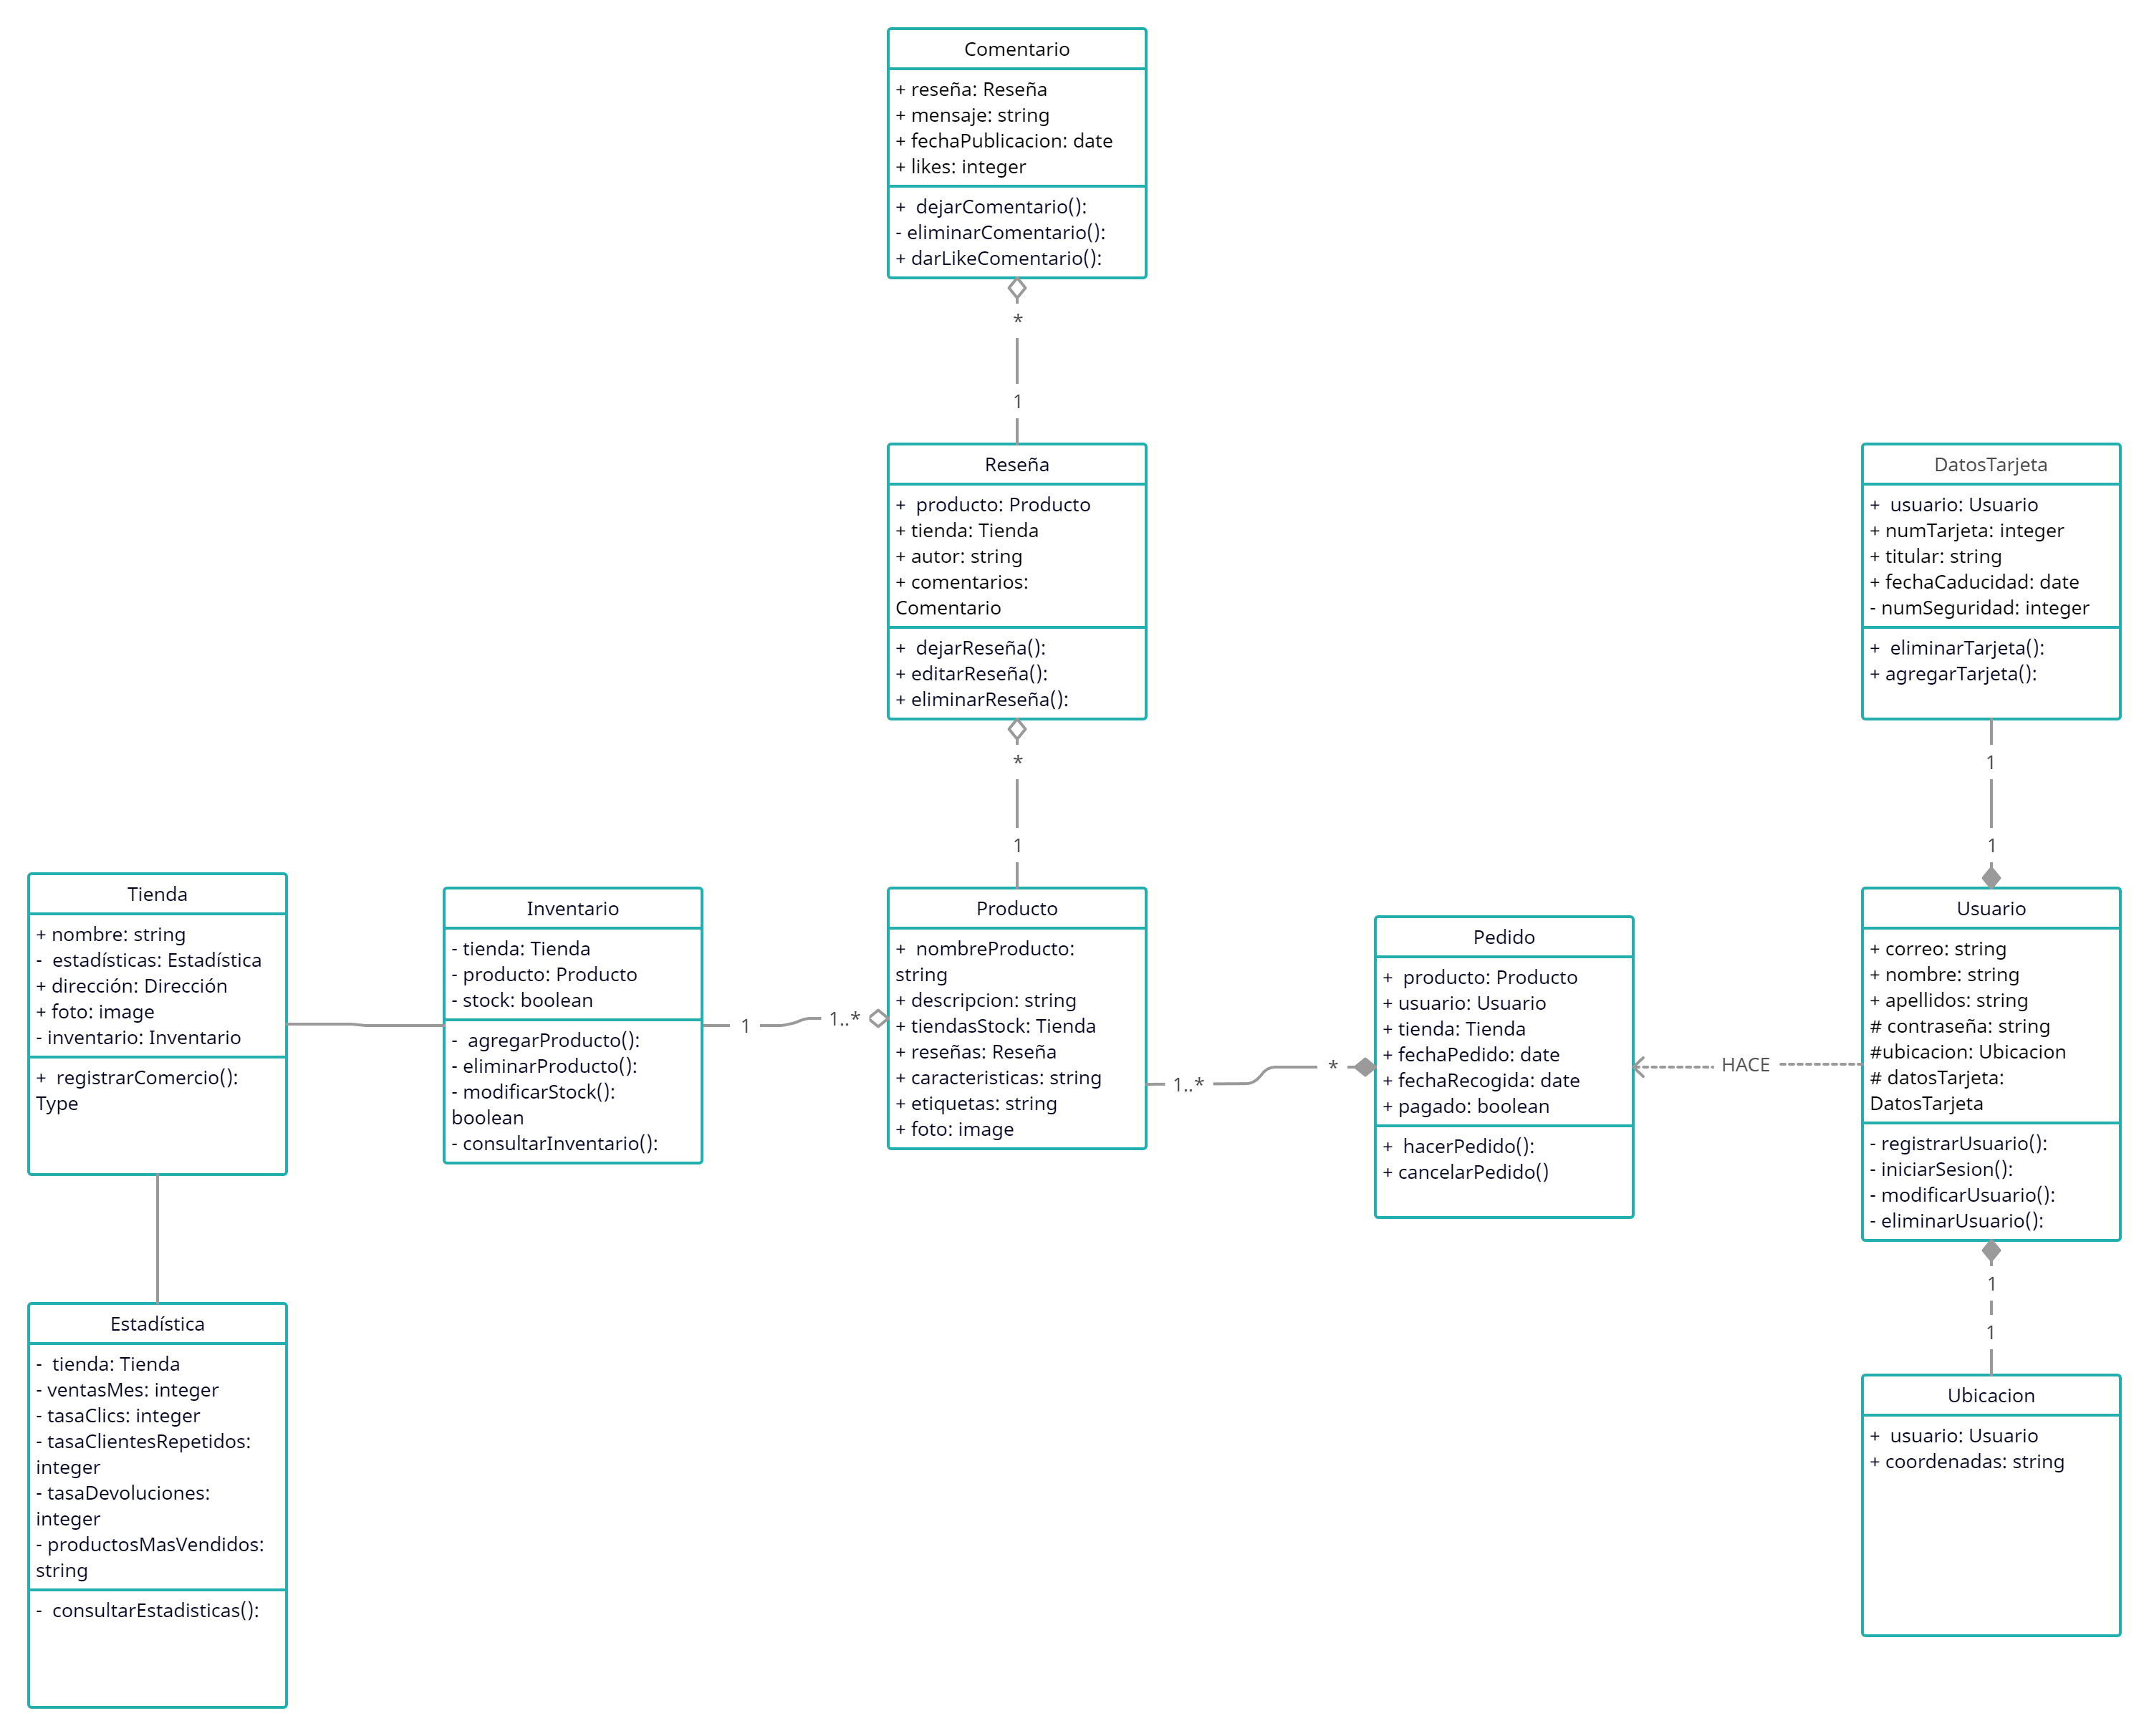 Comentario
+ reseña: Reseña
+ mensaje: string
+ fechaPublicacion: date
+ likes: integer
+  dejarComentario():
- eliminarComentario():
+ darLikeComentario():
*
1
Reseña
+  producto: Producto
+ tienda: Tienda
+ autor: string
+ comentarios:
Comentario
+  dejarReseña():
+ editarReseña():
+ eliminarReseña():
*
1
DatosTarjeta
+  usuario: Usuario
+ numTarjeta: integer
+ titular: string
+ fechaCaducidad: date
- numSeguridad: integer
+  eliminarTarjeta():
+ agregarTarjeta():
1
1
Tienda
+ nombre: string
-  estadísticas: Estadística
+ dirección: Dirección
+ foto: image
- inventario: Inventario
+  registrarComercio():
Type
Inventario
- tienda: Tienda
- producto: Producto
- stock: boolean
-  agregarProducto():
- eliminarProducto():
- modificarStock():
boolean
- consultarInventario():
1
1..*
Producto
+  nombreProducto:
string
+ descripcion: string
+ tiendasStock: Tienda
+ reseñas: Reseña
+ caracteristicas: string
+ etiquetas: string
+ foto: image
1..*
*
Pedido
+  producto: Producto
+ usuario: Usuario
+ tienda: Tienda
+ fechaPedido: date
+ fechaRecogida: date
+ pagado: boolean
+  hacerPedido():
+ cancelarPedido()
HACE
Usuario
+ correo: string
+ nombre: string
+ apellidos: string
# contraseña: string
#ubicacion: Ubicacion
# datosTarjeta:
DatosTarjeta
- registrarUsuario():
- iniciarSesion():
- modificarUsuario():
- eliminarUsuario():
1
1
Estadística
-  tienda: Tienda
- ventasMes: integer
- tasaClics: integer
- tasaClientesRepetidos:
integer
- tasaDevoluciones:
integer
- productosMasVendidos:
string
-  consultarEstadisticas():
Ubicacion
+  usuario: Usuario
+ coordenadas: string